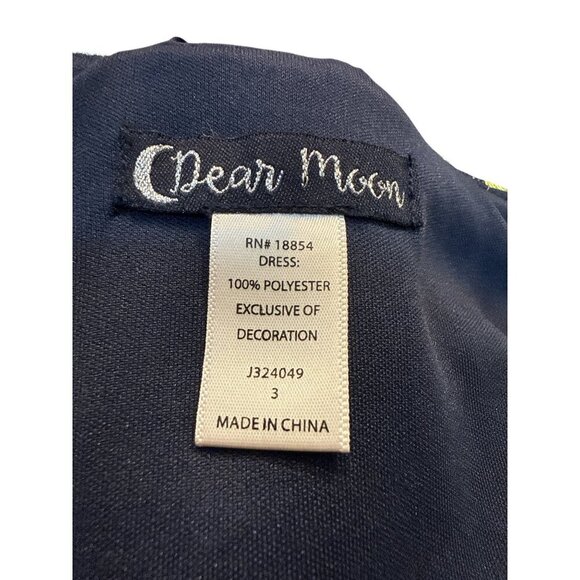 Dear Moon
RN# 18854
DRESS:
100% POLYESTER
EXCLUSIVE OF
DECORATION
J324049
3
MADE IN CHINA